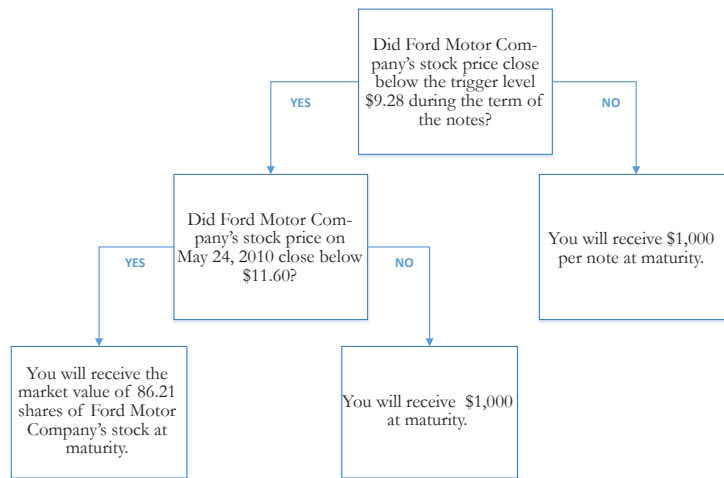 Did Ford Motor Com-
pany's stock price close
below the trigger level
$9.28 during the term of
the notes?
YES
NO
Did Ford Motor Com-
pany's stock price on
May 24, 2010 close below
$11.60?
You will receive $1,000
per note at maturity.
YES
NO
You will receive the
market value of 86.21
shares of Ford Motor
Company's stock at
maturity.
You will receive $1,000
at maturity.